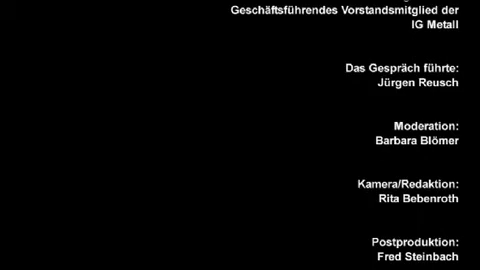 Geschäftsführendes Vorstandsmitglied der
IG Metall
Das Gespräch führte:
Jürgen Reusch
Moderation:
Barbara Blömer
Kamera/Redaktion:
Rita Bebenroth
Postproduktion:
Fred Steinbach